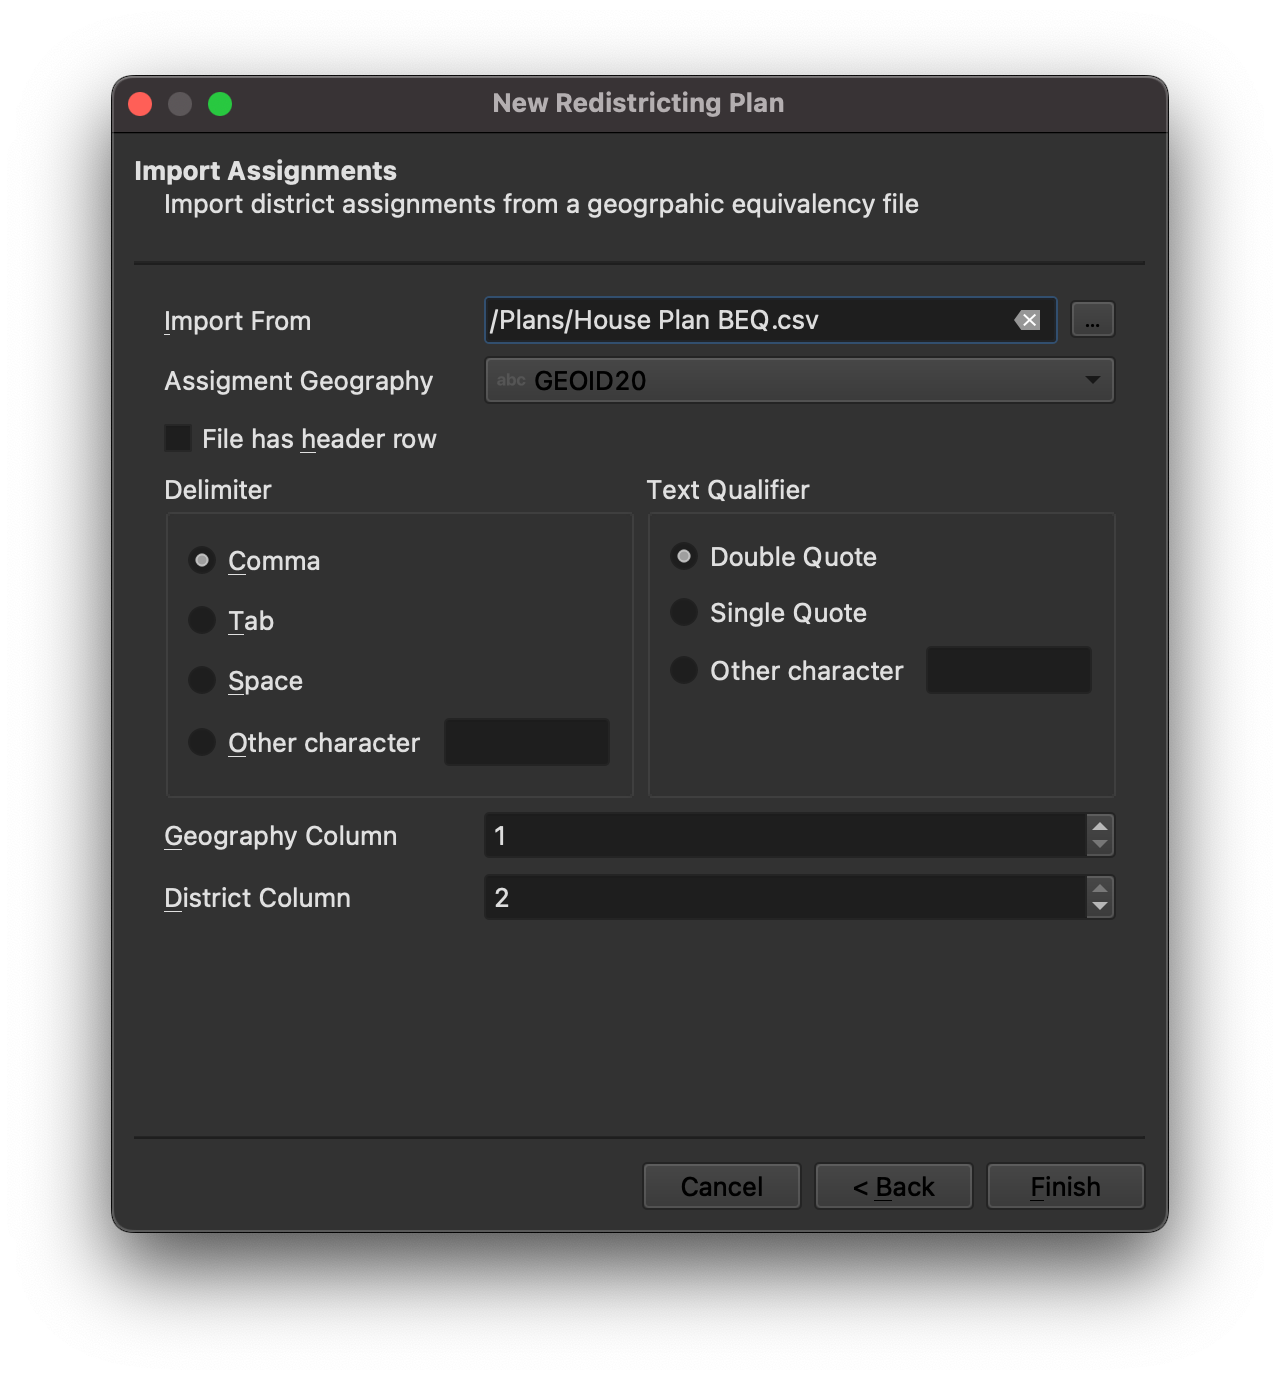 New Redistricting Plan
Import Assignments
Import district assignments from a geogrpahic equivalency file
Import From
/Plans/House Plan BEQ.csv
...
Assigment Geography
abc GEOID20
File has header row
Delimiter
Text Qualifier
Comma
Double Quote
Tab
Single Quote
Space
Other character
Other character
Geography Column
1
District Column
2
Cancel
< Back
Finish